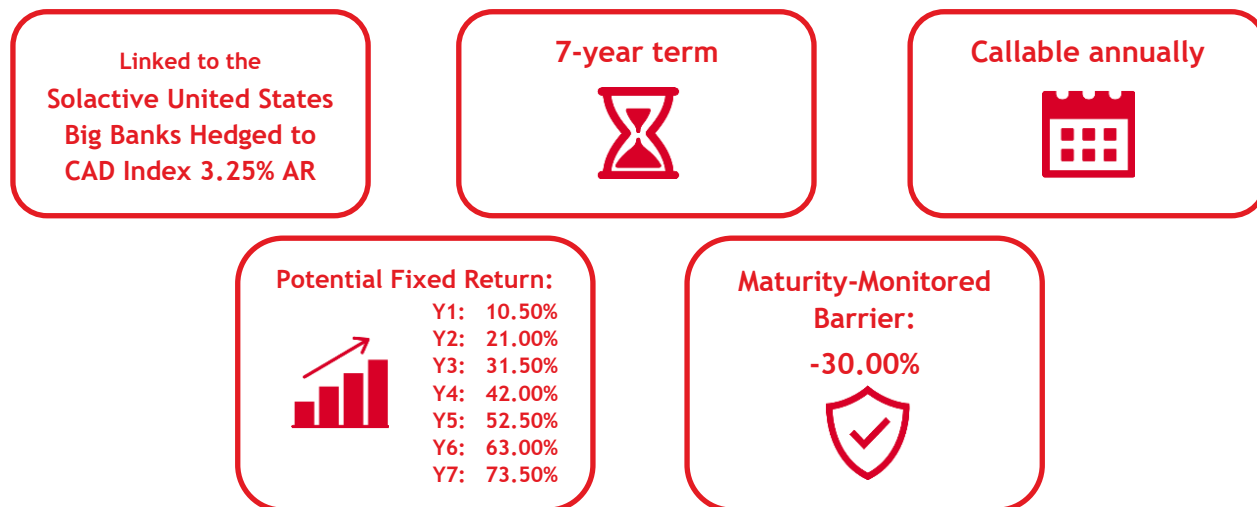 Linked to the
Solactive United States
Big Banks Hedged to
CAD Index 3.25% AR
7-year term
Callable annually
Potential Fixed Return:
Y1: 10.50%
Y2: 21.00%
Y3: 31.50%
Y4: 42.00%
Y5: 52.50%
Y6: 63.00%
Y7: 73.50%
Maturity-Monitored
Barrier:
-30.00%